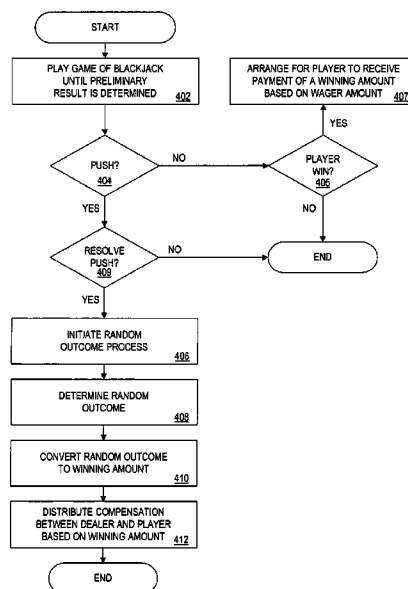 START
PLAY GAME OF BLACKJACK
UNTIL PRELIMINARY
RESULT IS DETERMINED
402
ARRANGE FOR PLAYER TO RECEIVE
PAYMENT OF A WINNING AMOUNT
BASED ON WAGER AMOUNT
407
YES
PUSH?
404
NO
PLAYER
WIN?
405
YES
NO
RESOLVE
PUSH?
409
NO
END
YES
INITIATE RANDOM
OUTCOME PROCESS
406
DETERMINE RANDOM
OUTCOME
408
CONVERT RANDOM OUTCOME
TO WINNING AMOUNT
410
DISTRIBUTE COMPENSATION
BETWEEN DEALER AND PLAYER
BASED ON WINNING AMOUNT
412
END